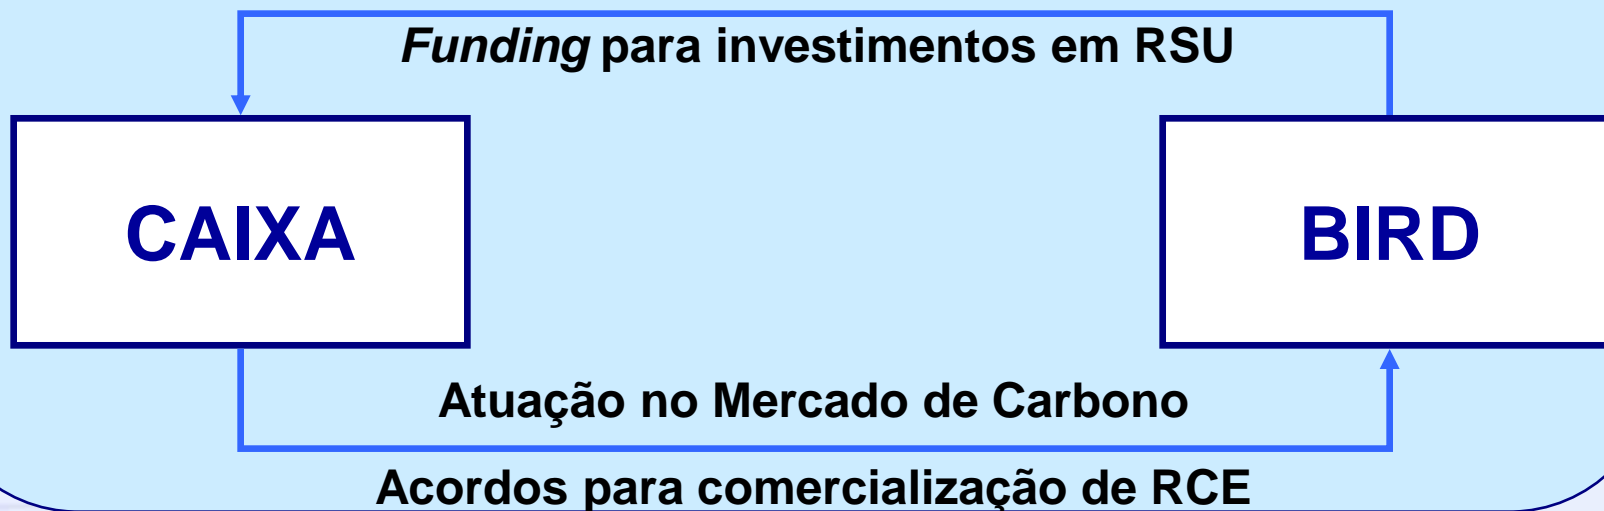 Funding para investimentos em RSU
CAIXA
BIRD
Atuação no Mercado de Carbono
Acordos para comercialização de RCE